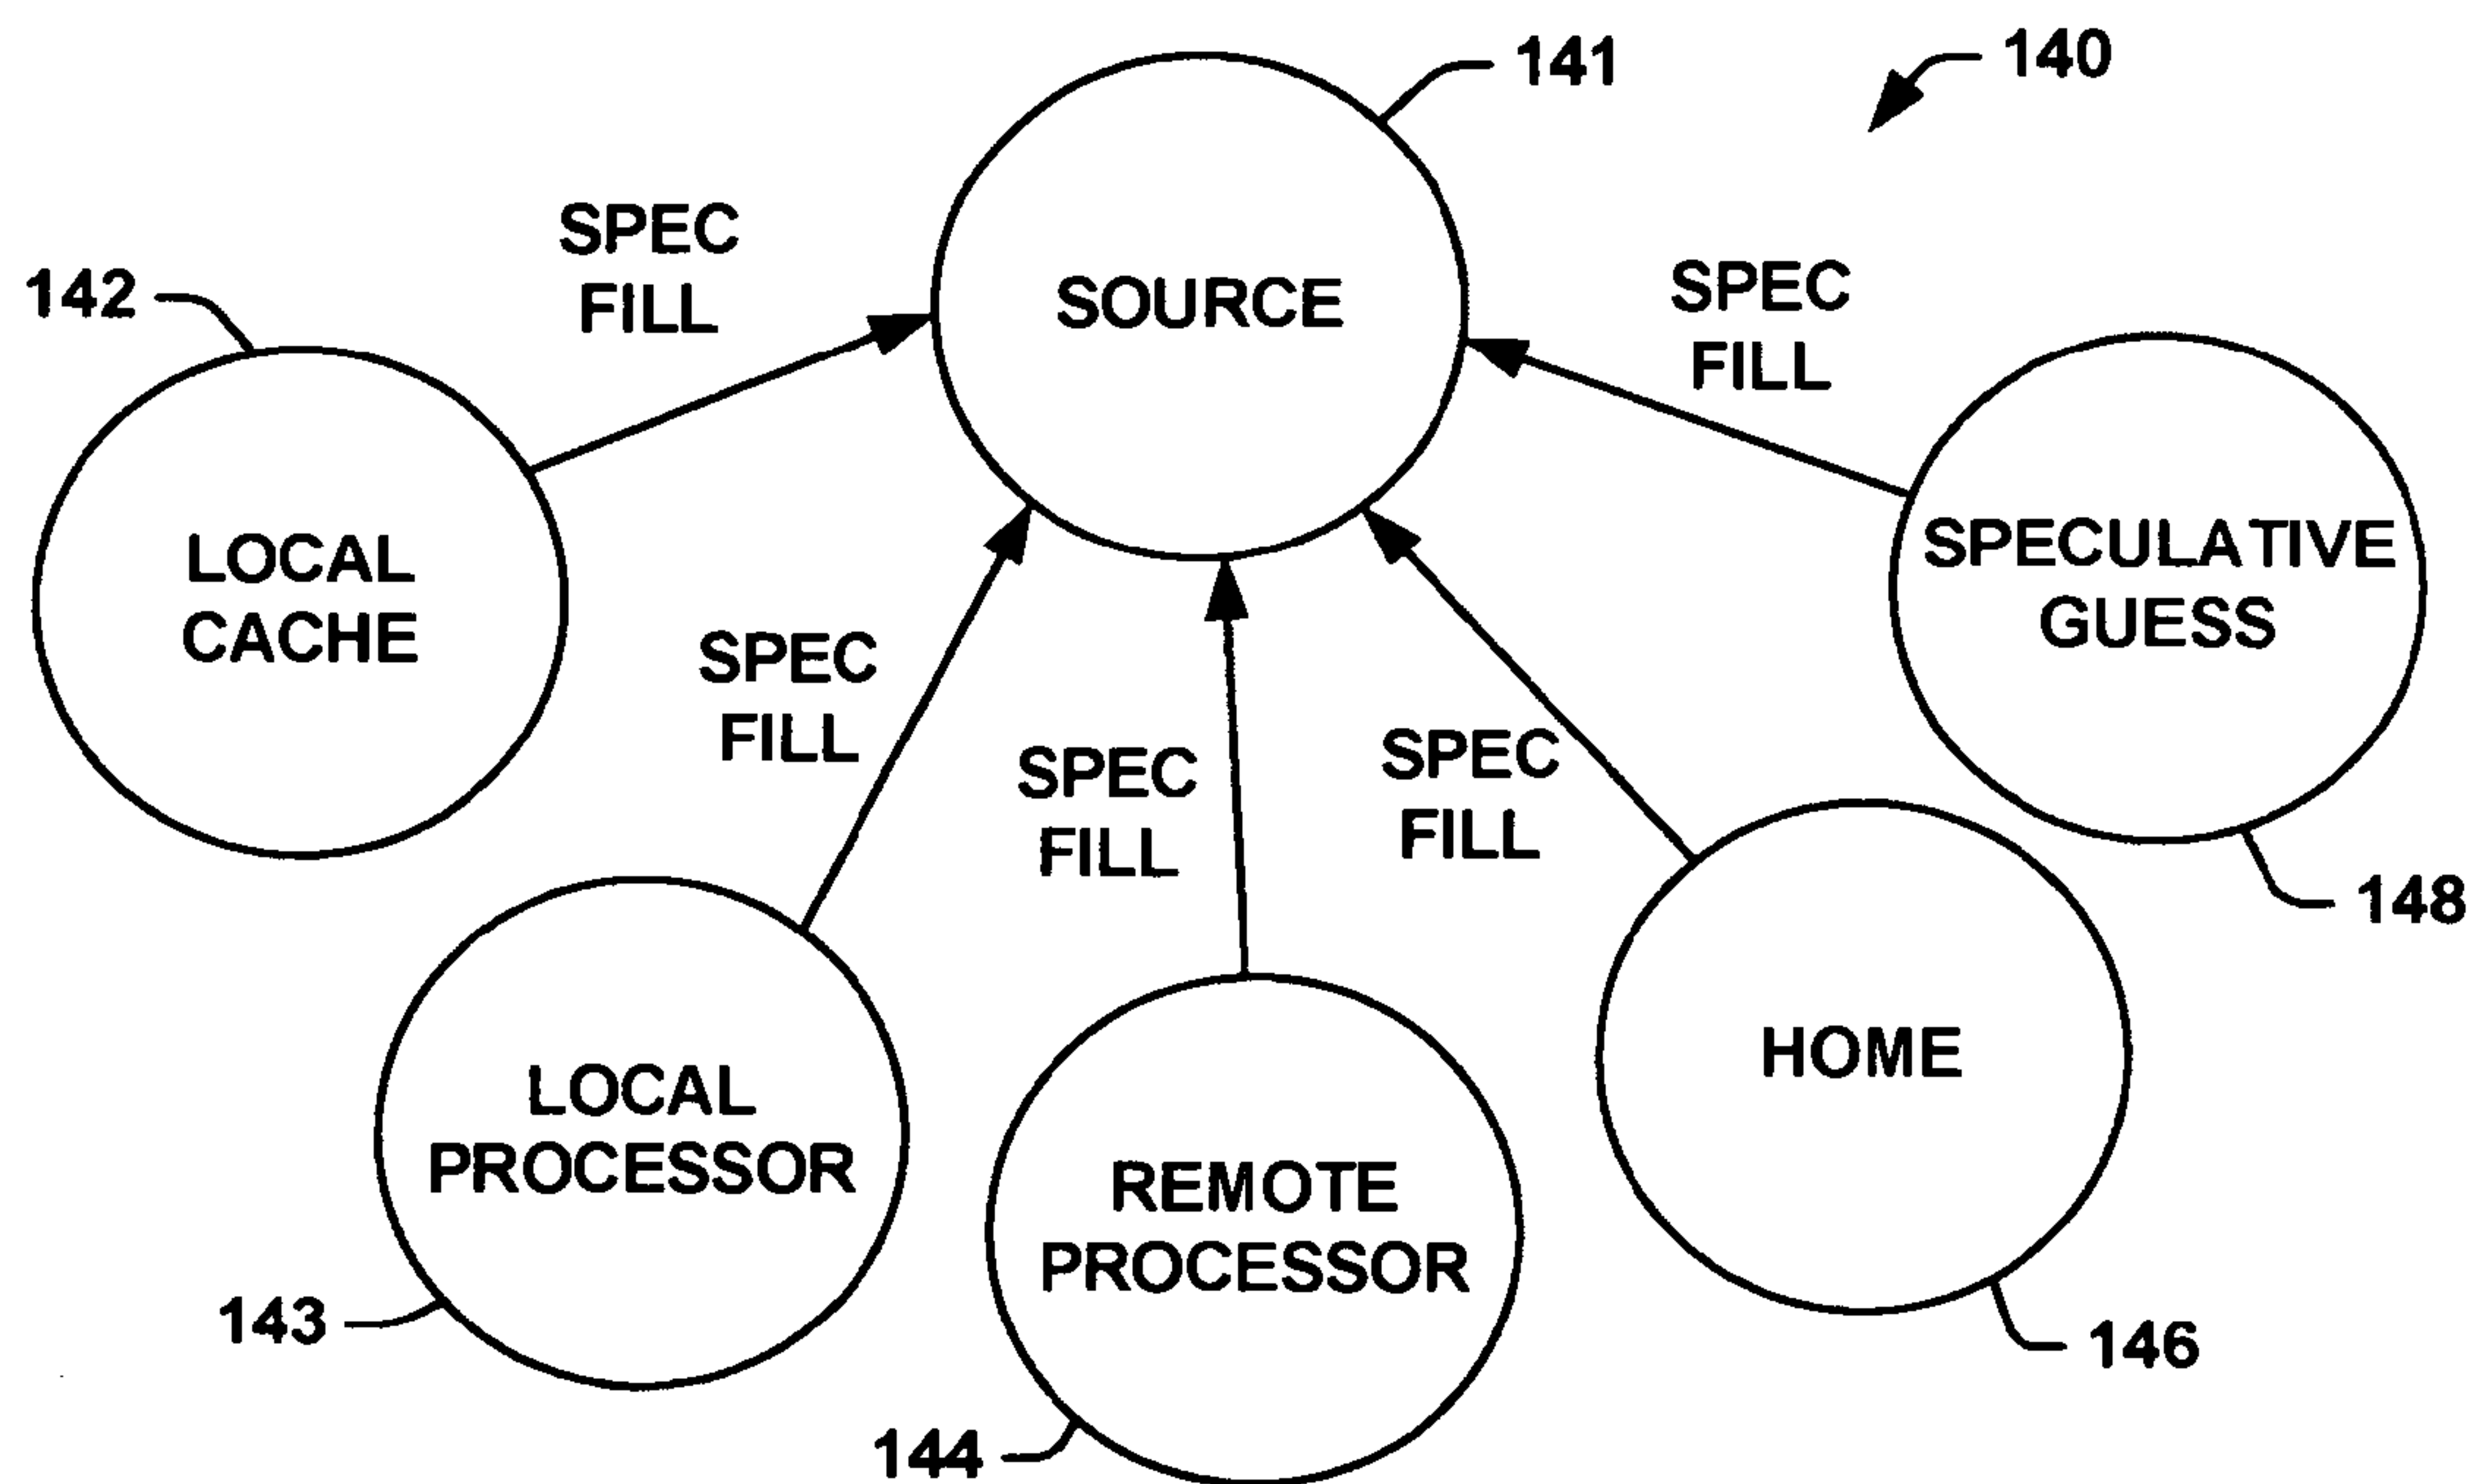 141
140
SPEC
FILL
SOURCE
SPEC
FILL
142
LOCAL
CACHE
SPECULATIVE
GUESS
SPEC
FILL
SPEC
FILL
SPEC
FILL
148
LOCAL
PROCESSOR
REMOTE
PROCESSOR
HOME
143
144
146